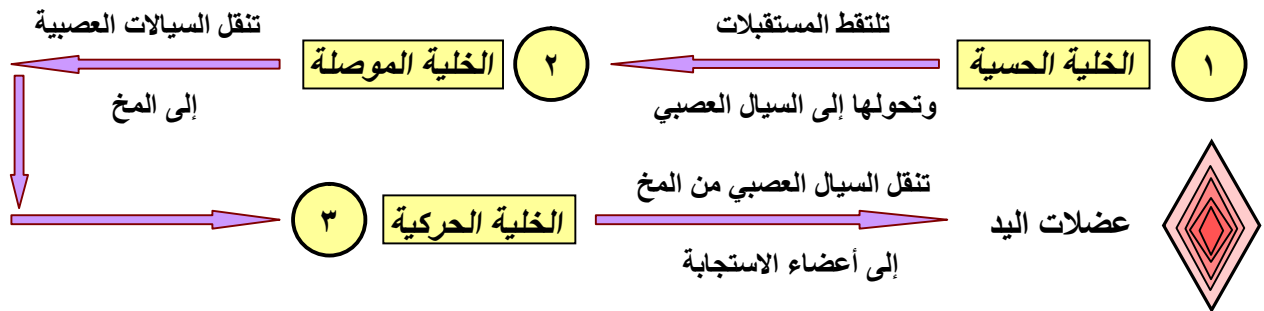 ١
الخلية الحسية
تلتقط المستقبلات
وتحولها إلى السيال العصبي
٢
الخلية الموصلة
تنقل السيالات العصبية
إلى المخ
٣
الخلية الحركية
تنقل السيال العصبي من المخ
إلى أعضاء الاستجابة
عضلات اليد